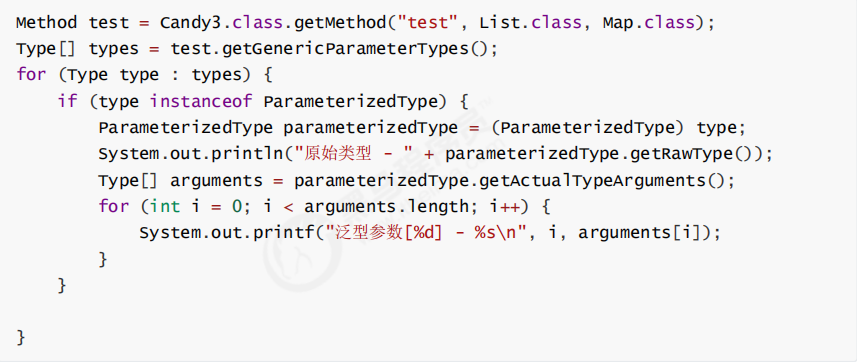 Method test = Candy3.class.getMethod("test", List.class, Map.class);
Type[] types = test.getGenericParameterTypes();
for (Type type : types) {
    if (type instanceof ParameterizedType) {
        ParameterizedType parameterizedType = (ParameterizedType) type;
        System.out.println("原始类型 - " + parameterizedType.getRawType());
        Type[] arguments = parameterizedType.getActualTypeArguments();
        for (int i = 0; i < arguments.length; i++) {
            System.out.printf("泛型参数[%d] - %s\n", i, arguments[i]);
        }
    }
}